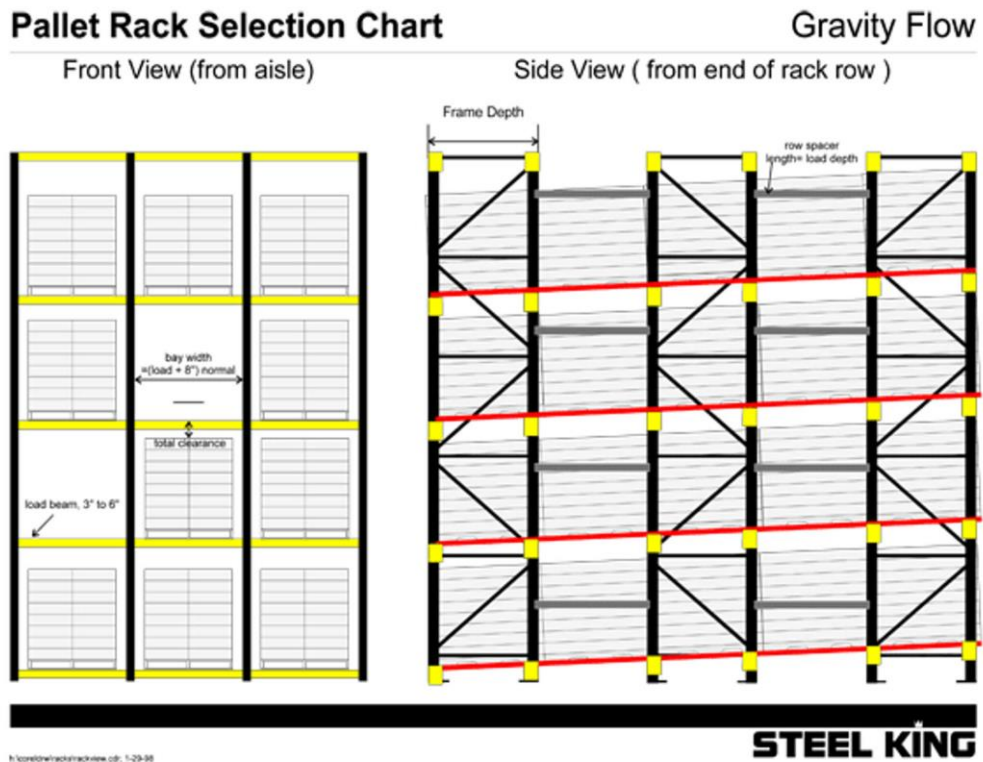 Pallet Rack Selection Chart
Gravity Flow
Front View (from aisle)
Side View ( from end of rack row )
Frame Depth
row spacer
length= load depth
bay width
=(load + 8") normal
total clearance
load beam, 3" to 6"
STEEL KING
h:\coreldrw\racks\rackview.cdr, 1-29-98